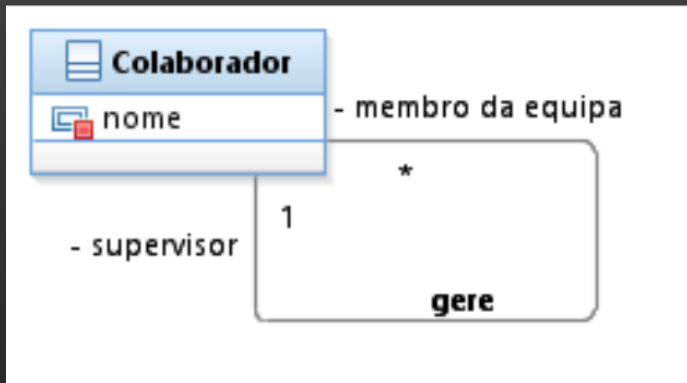 Colaborador
nome
- membro da equipa
*
1
- supervisor
gere